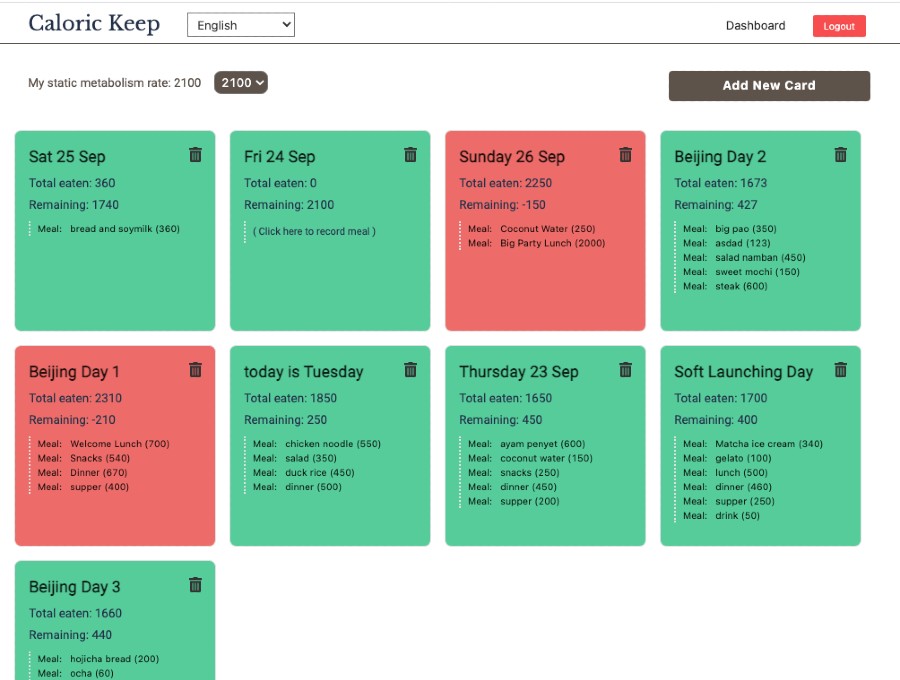 Caloric Keep
English
Dashboard
Logout
My static metabolism rate: 2100
2100
Add New Card
Sat 25 Sep
Total eaten: 360
Remaining: 1740
Meal: bread and soymilk (360)
Fri 24 Sep
Total eaten: 0
Remaining: 2100
( Click here to record meal )
Sunday 26 Sep
Total eaten: 2250
Remaining: -150
Meal: Coconut Water (250)
Meal: Big Party Lunch (2000)
Beijing Day 2
Total eaten: 1673
Remaining: 427
Meal: big pao (350)
Meal: asdad (123)
Meal: salad namban (450)
Meal: sweet mochi (150)
Meal: steak (600)
Beijing Day 1
Total eaten: 2310
Remaining: -210
Meal: Welcome Lunch (700)
Meal: Snacks (540)
Meal: Dinner (670)
Meal: supper (400)
today is Tuesday
Total eaten: 1850
Remaining: 250
Meal: chicken noodle (550)
Meal: salad (350)
Meal: duck rice (450)
Meal: dinner (500)
Thursday 23 Sep
Total eaten: 1650
Remaining: 450
Meal: ayam penyet (600)
Meal: coconut water (150)
Meal: snacks (250)
Meal: dinner (450)
Meal: supper (200)
Soft Launching Day
Total eaten: 1700
Remaining: 400
Meal: Matcha ice cream (340)
Meal: gelato (100)
Meal: lunch (500)
Meal: dinner (460)
Meal: supper (250)
Meal: drink (50)
Beijing Day 3
Total eaten: 1660
Remaining: 440
Meal: hojicha bread (200)
Meal: ocha (60)